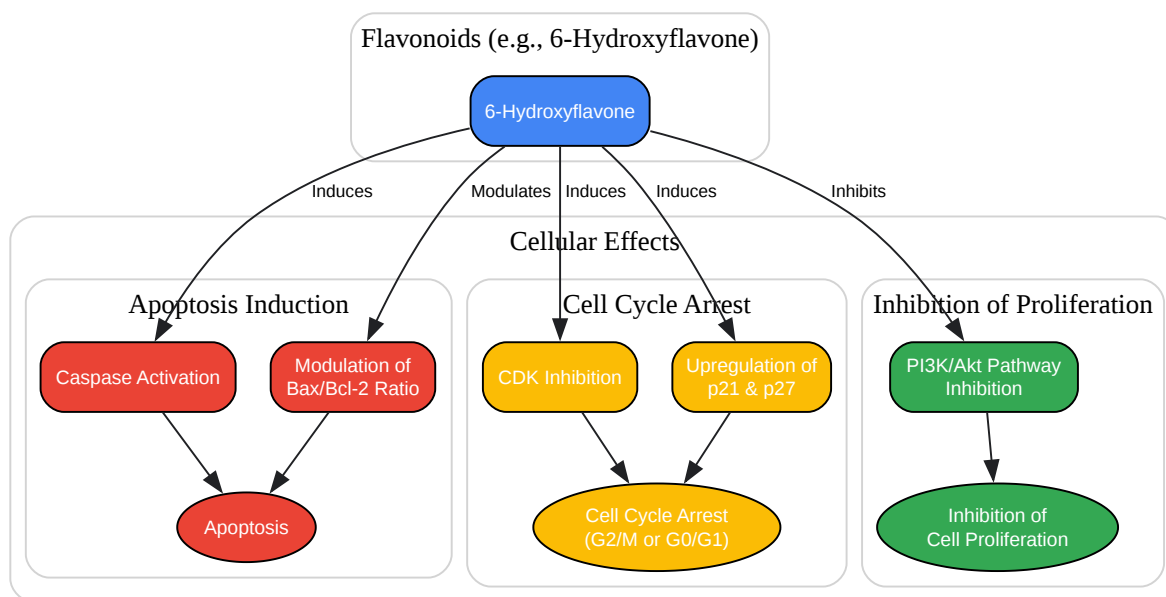 Flavonoids (e.g., 6-Hydroxyflavone)
6-Hydroxyflavone
Induces
Modulates
Induces
Induces
Inhibits
Cellular Effects
Apoptosis Induction
Cell Cycle Arrest
Inhibition of Proliferation
Caspase Activation
Modulation of
Bax/Bcl-2 Ratio
CDK Inhibition
Upregulation of
p21 & p27
PI3K/Akt Pathway
Inhibition
Apoptosis
Cell Cycle Arrest
(G2/M or G0/G1)
Inhibition of
Cell Proliferation